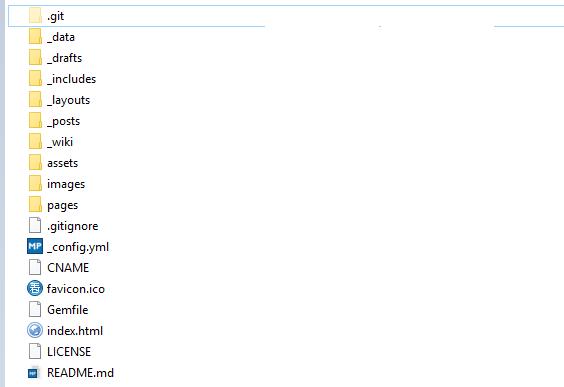 .git
_data
_drafts
_includes
_layouts
_posts
_wiki
assets
images
pages
.gitignore
MP _config.yml
CNAME
favicon.ico
Gemfile
index.html
LICENSE
MP README.md